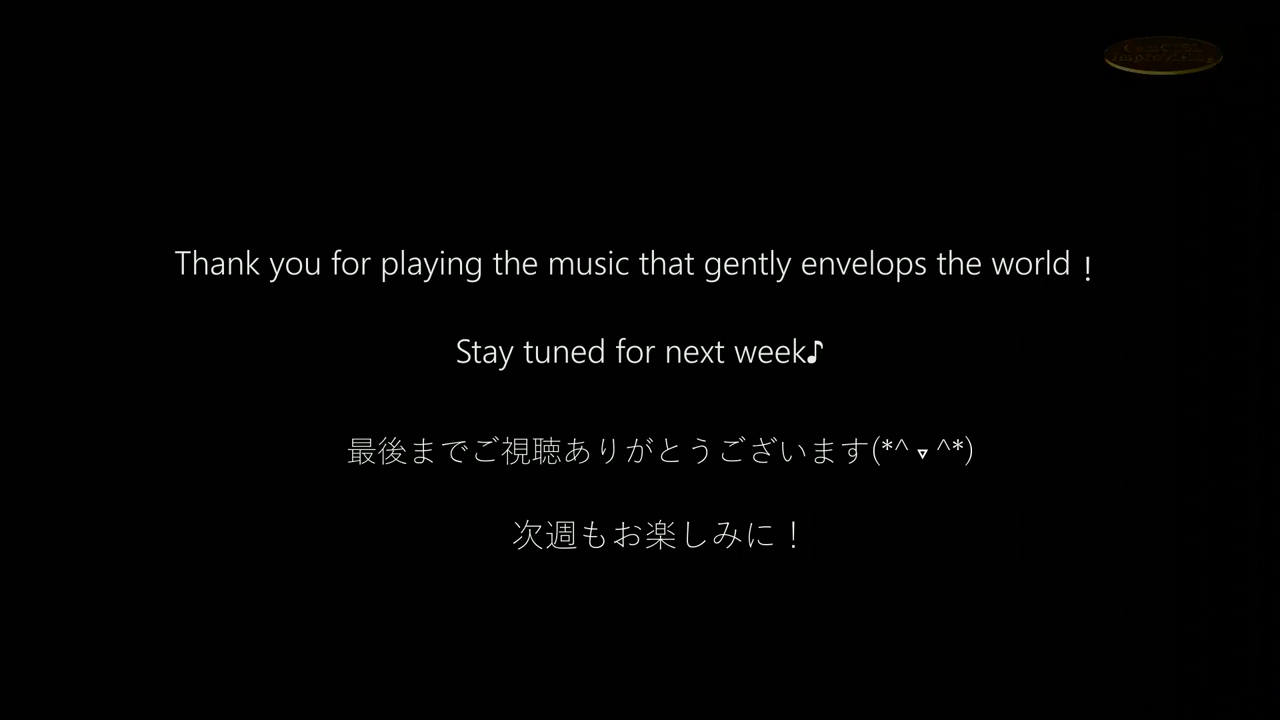 Thank you for playing the music that gently envelops the world！
Stay tuned for next week♪
最後までご視聴ありがとうございます(*^▿^*)
次週もお楽しみに！